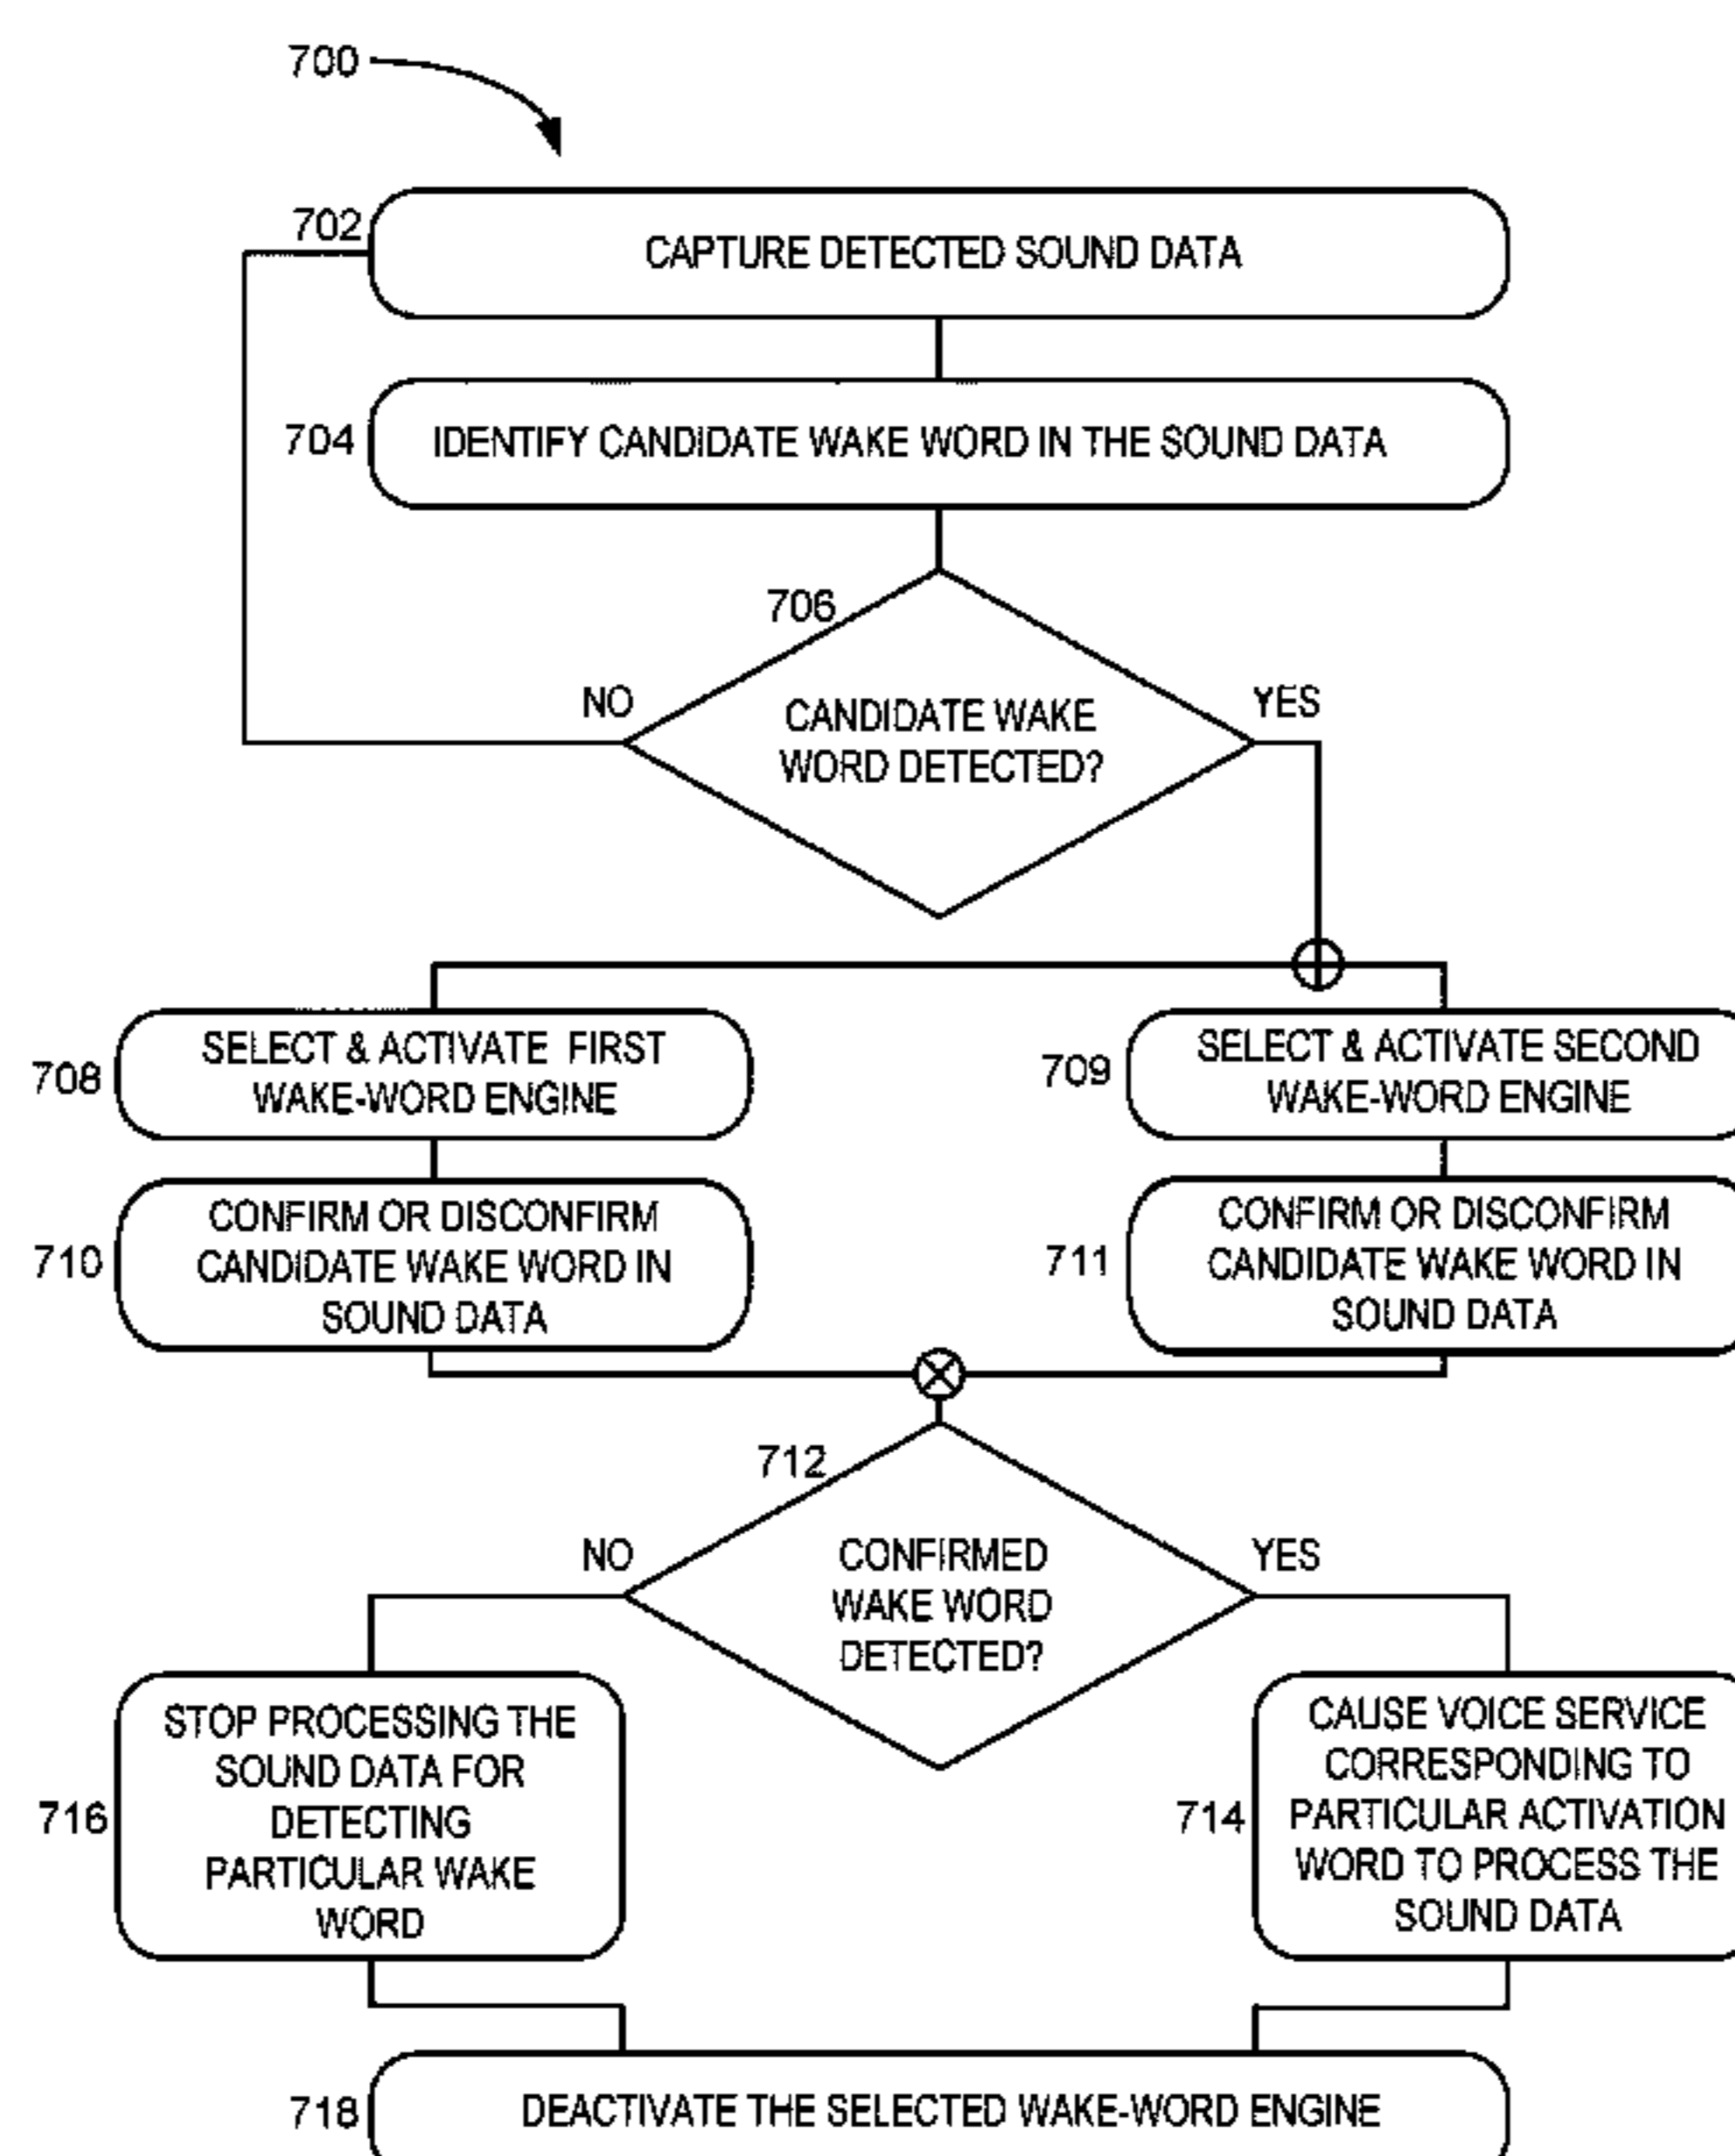 700
702
CAPTURE DETECTED SOUND DATA
704
IDENTIFY CANDIDATE WAKE WORD IN THE SOUND DATA
706
NO
YES
CANDIDATE WAKE
WORD DETECTED?
708
SELECT & ACTIVATE FIRST
WAKE-WORD ENGINE
709
SELECT & ACTIVATE SECOND
WAKE-WORD ENGINE
710
CONFIRM OR DISCONFIRM
CANDIDATE WAKE WORD IN
SOUND DATA
711
CONFIRM OR DISCONFIRM
CANDIDATE WAKE WORD IN
SOUND DATA
712
NO
YES
CONFIRMED
WAKE WORD
DETECTED?
716
STOP PROCESSING THE
SOUND DATA FOR
DETECTING
PARTICULAR WAKE
WORD
714
CAUSE VOICE SERVICE
CORRESPONDING TO
PARTICULAR ACTIVATION
WORD TO PROCESS THE
SOUND DATA
718
DEACTIVATE THE SELECTED WAKE-WORD ENGINE